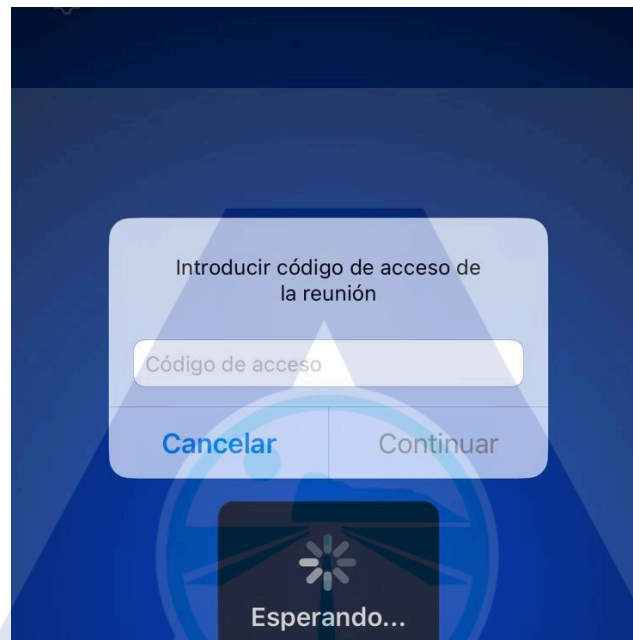 Introducir código de acceso de
la reunión
Código de acceso
Cancelar
Continuar
Esperando...